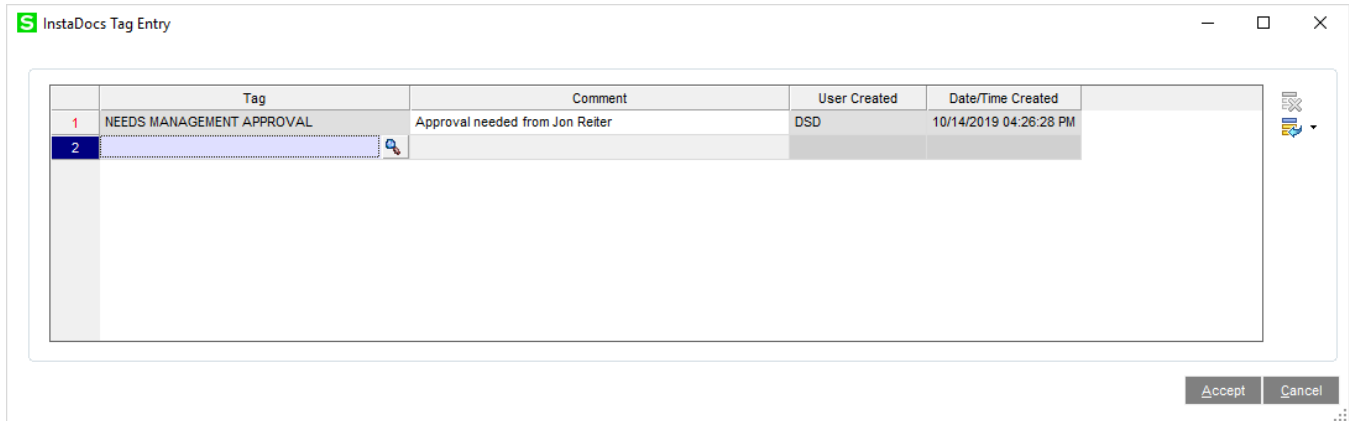 S InstaDocs Tag Entry
Tag Comment User Created Date/Time Created
1 NEEDS MANAGEMENT APPROVAL Approval needed from Jon Reiter DSD 10/14/2019 04:26:28 PM
2
Accept Cancel